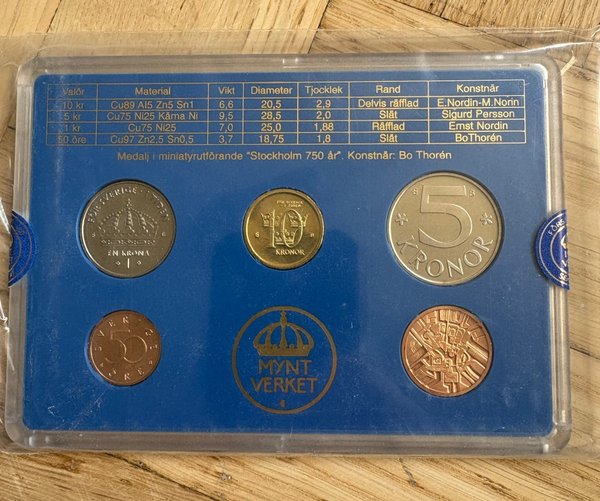 Valör Material Vikt Diameter Tjocklek Rand Konstnär
10 kr Cu89 Al5 Zn5 Sn1 6,6 20,5 2,9 Delvis räfflad E.Nordin-M.Norin
5 kr Cu75 Ni25 Kärna Ni 9,5 28,5 2,0 Slät Sigurd Persson
1 kr Cu75 Ni25 7,0 25,0 1,88 Räfflad Ernst Nordin
50 öre Cu97 Zn2,5 Sn0,5 3,7 18,75 1,8 Slät Bo Thorén
Medalj i miniatyrutförande "Stockholm 750 år". Konstnär: Bo Thorén
EN KRONA
1
10
KRONOR
5
KRONOR
50
ÖRE
MYNT
VERKET